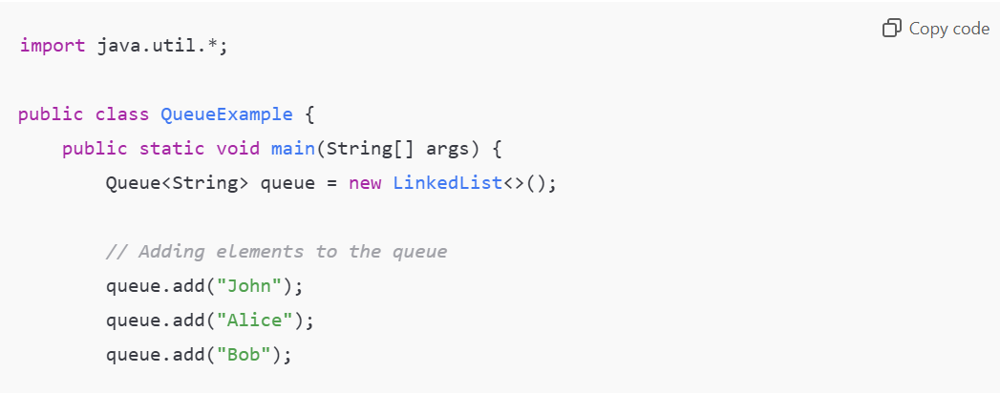 Copy code
import java.util.*;
public class QueueExample {
    public static void main(String[] args) {
        Queue<String> queue = new LinkedList<>();
        // Adding elements to the queue
        queue.add("John");
        queue.add("Alice");
        queue.add("Bob");